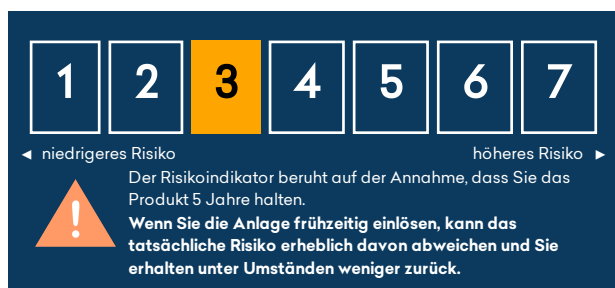 1 2 3 4 5 6 7
◄ niedrigeres Risiko höheres Risiko ►
Der Risikoindikator beruht auf der Annahme, dass Sie das
Produkt 5 Jahre halten.
Wenn Sie die Anlage frühzeitig einlösen, kann das
tatsächliche Risiko erheblich davon abweichen und Sie
erhalten unter Umständen weniger zurück.
!